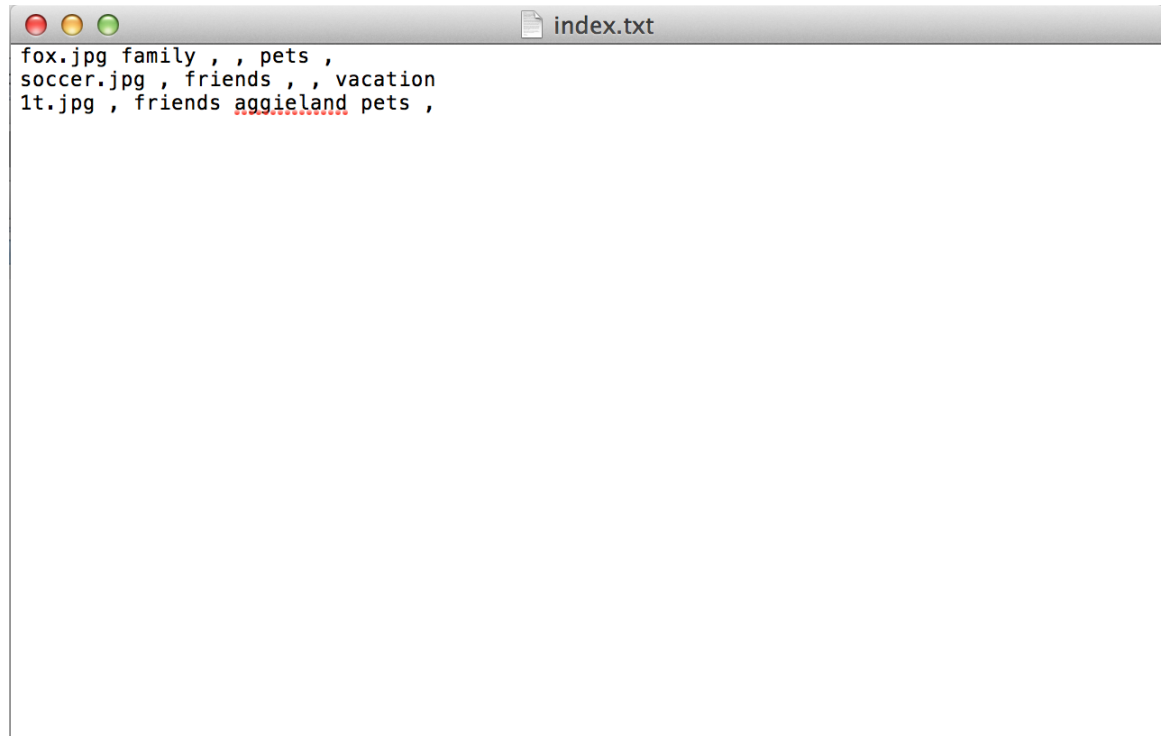 index.txt
fox.jpg family , , pets ,
soccer.jpg , friends , , vacation
1t.jpg , friends aggieland pets ,